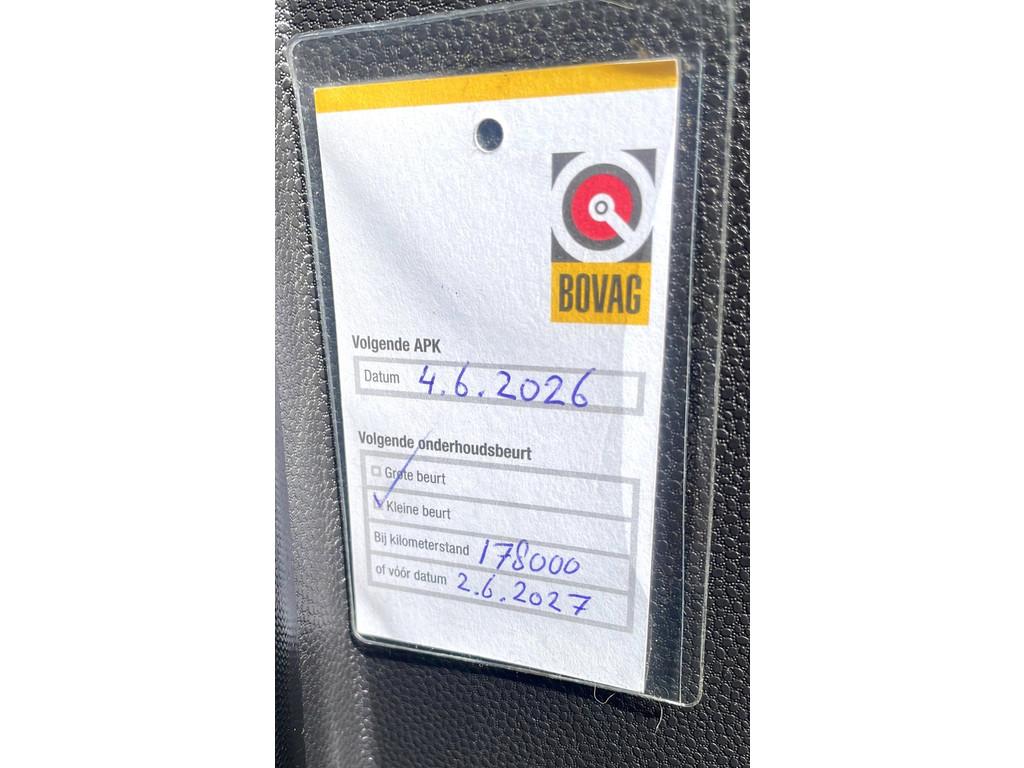 BOVAG
Volgende APK
Datum 4.6.2026
Volgende onderhoudsbeurt
Grote beurt
Kleine beurt
Bij kilometerstand 178000
of vóór datum 2.6.2027